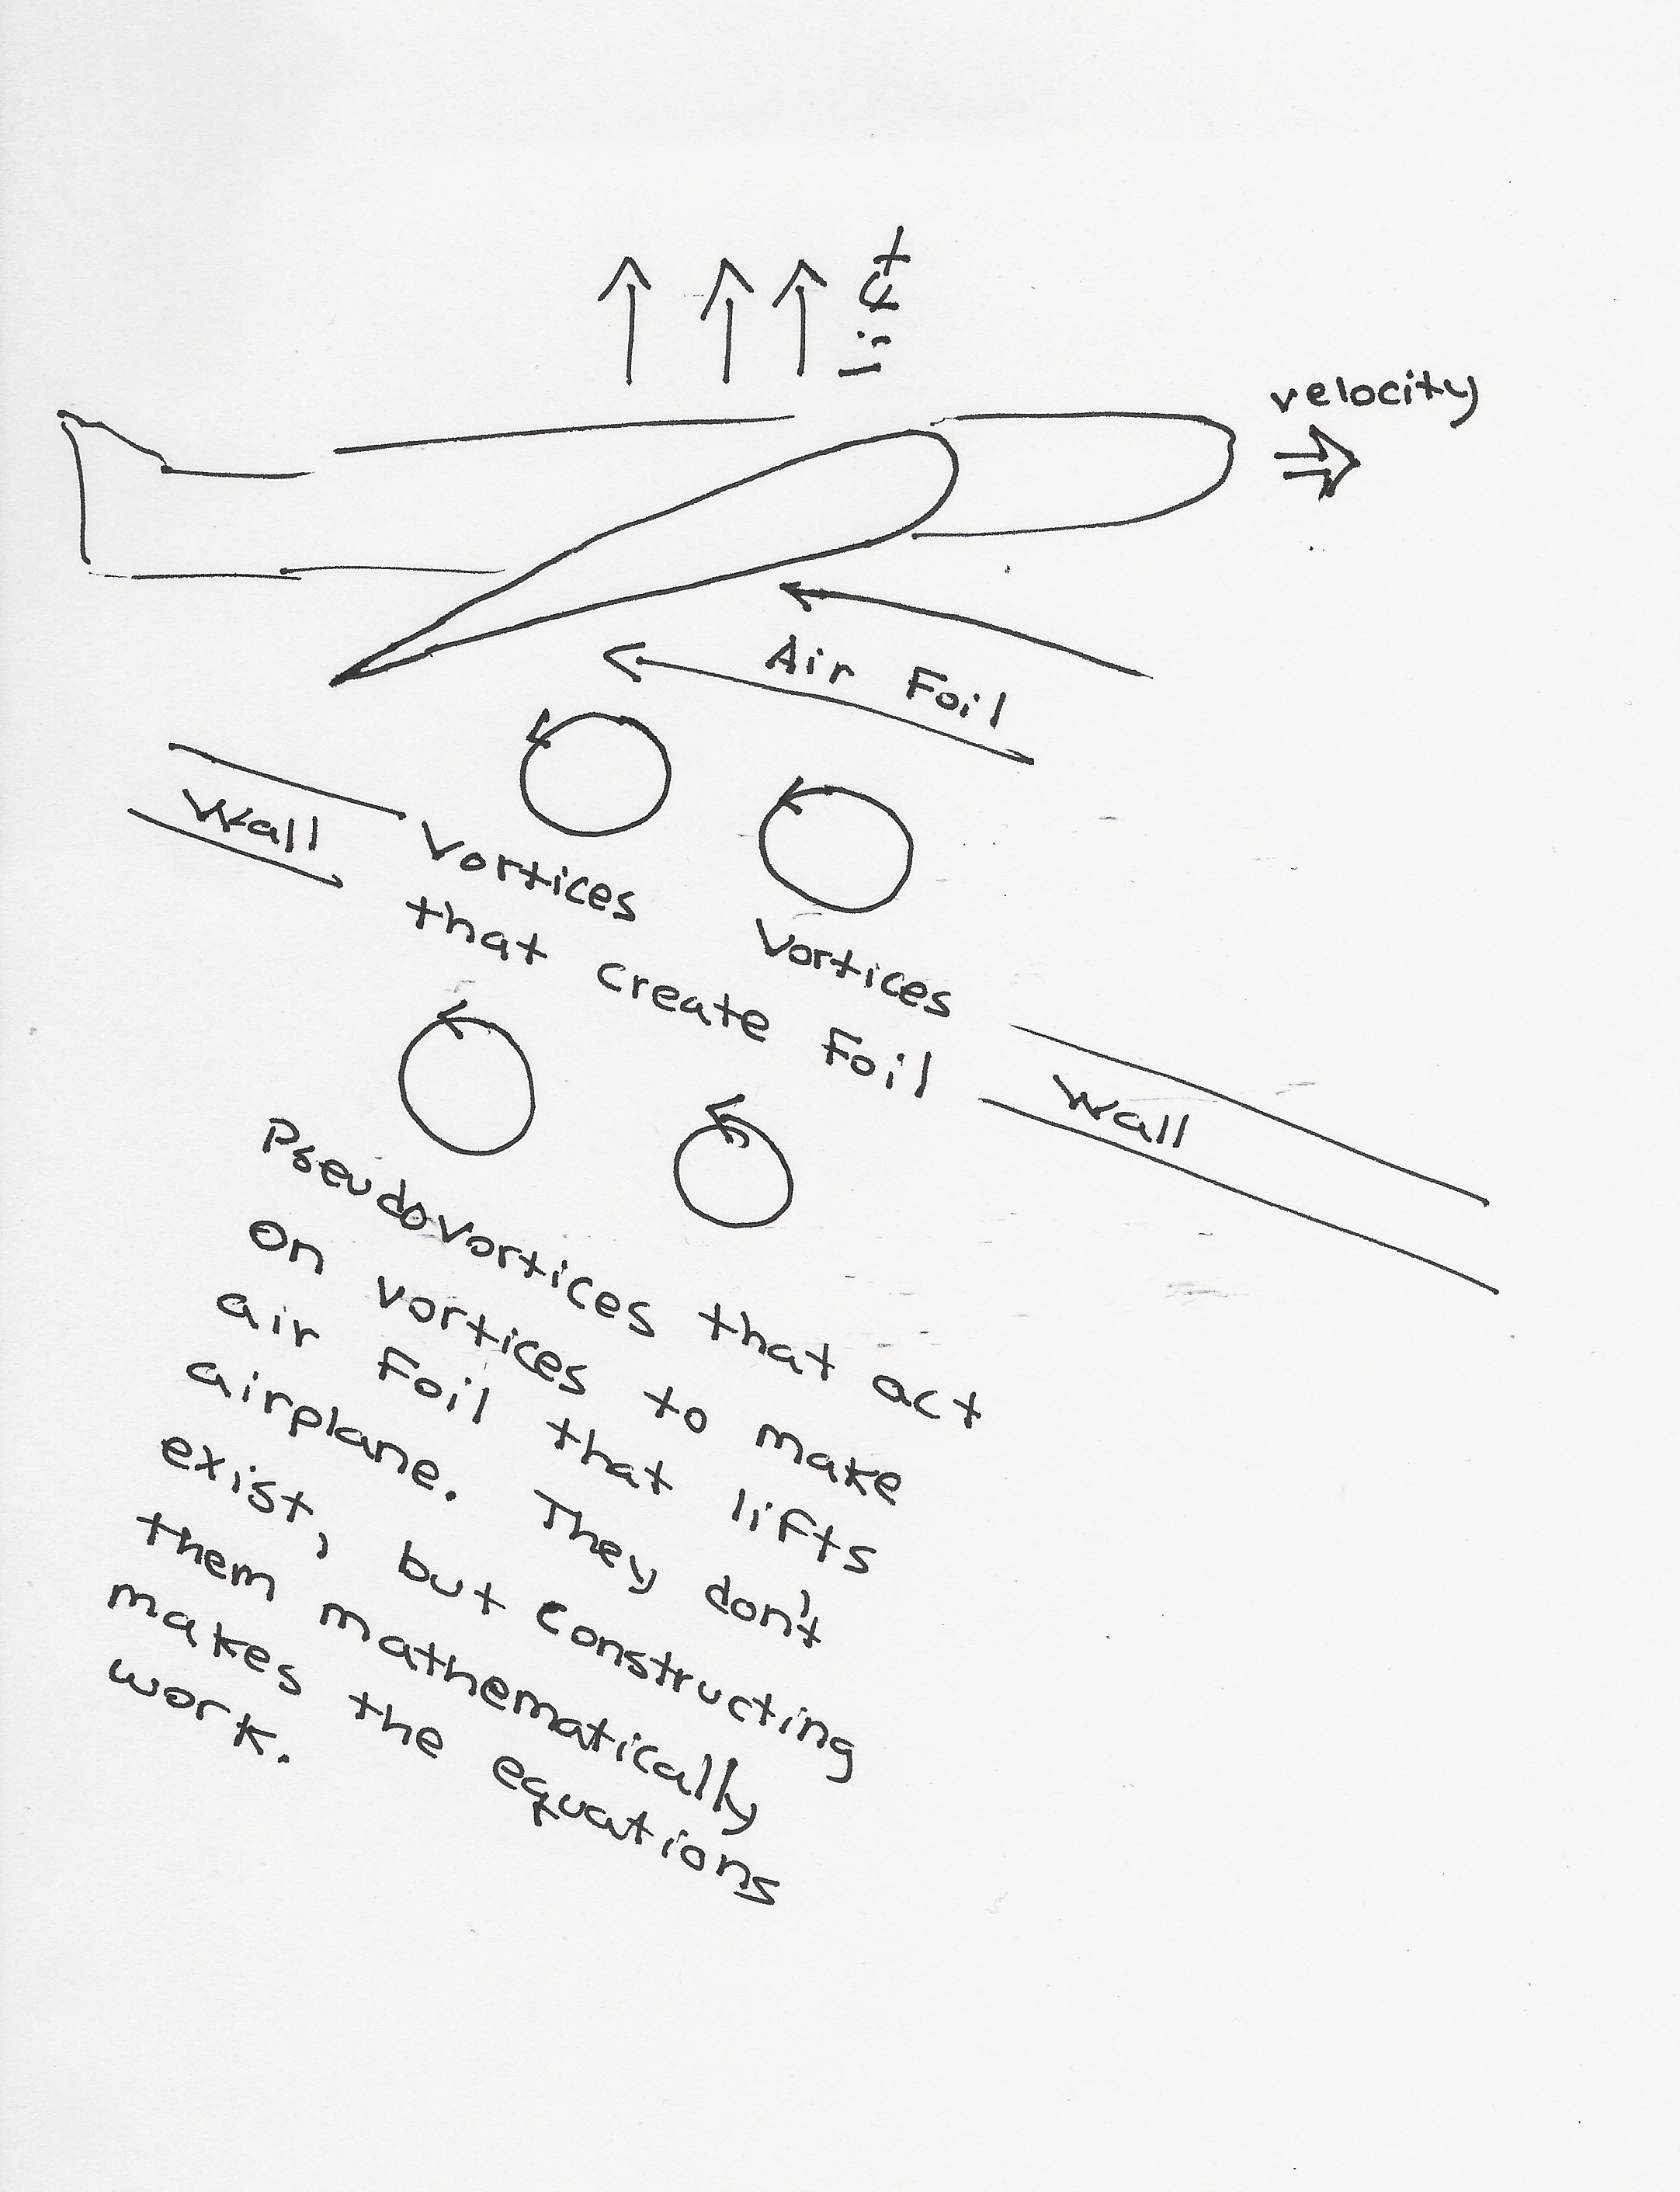 lift
velocity
Air Foil
Wall
Vortices
that create Foil
Vortices
Wall
Pseudovortices that act
on vortices to make
air foil that lifts
airplane. They don't
exist, but constructing
them mathematically
makes the equations
work.